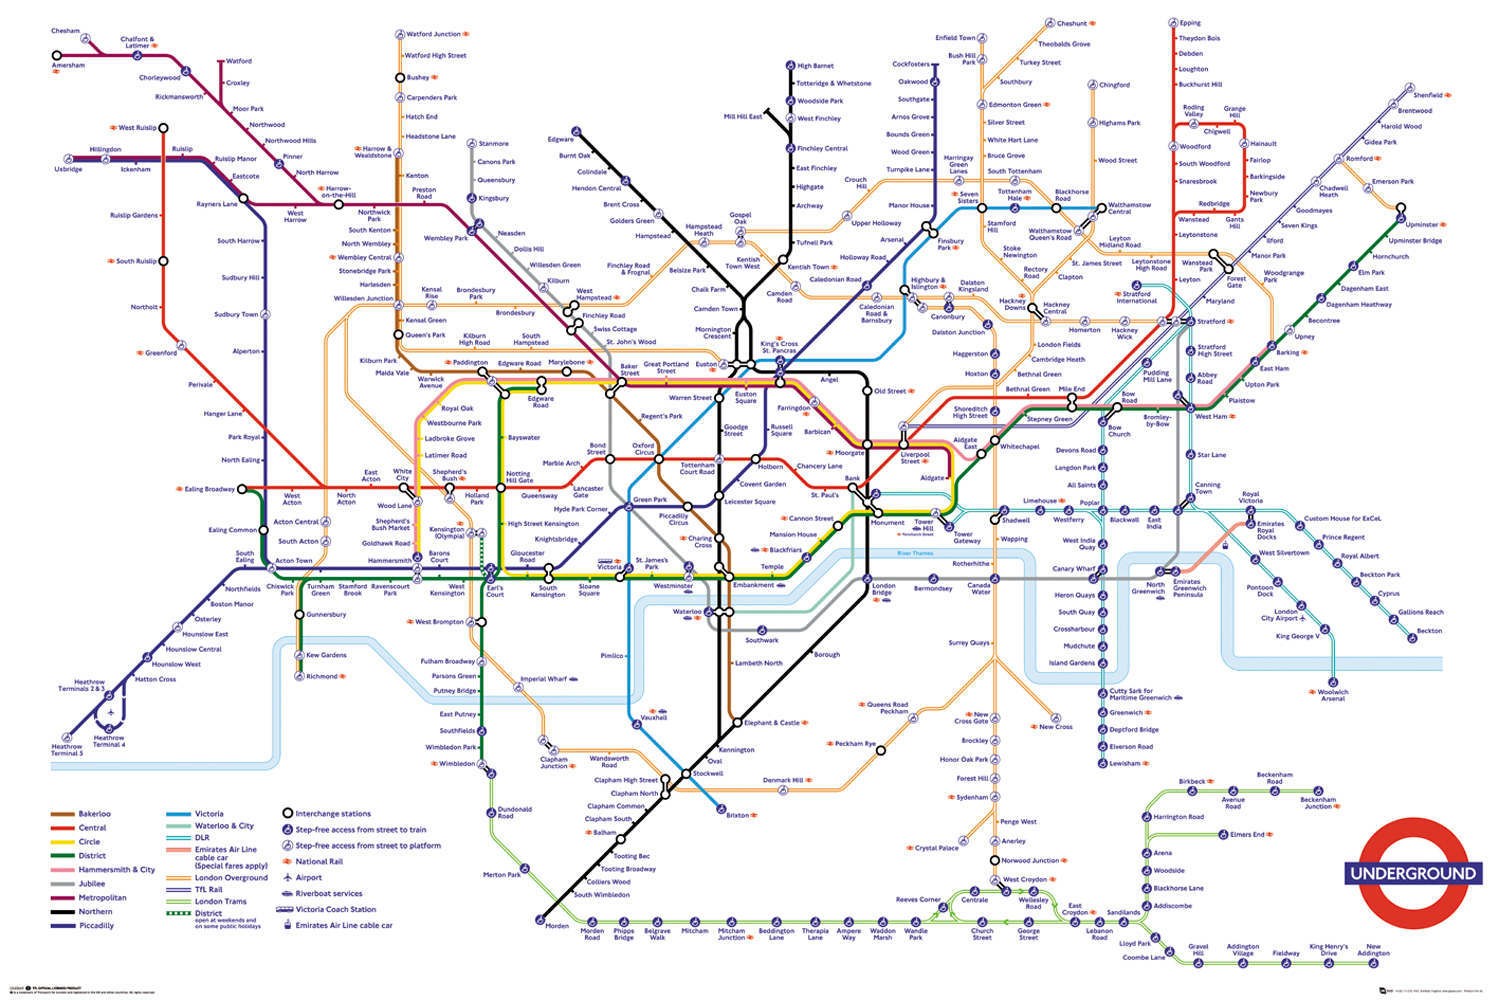 Chesham
Chalfont &
Latimer
Amersham
Chorleywood
Rickmansworth
Watford
Croxley
Moor Park
Northwood
Northwood Hills
Pinner
North Harrow
Harrow-
on-the-Hill
West Ruislip
Hillingdon
Uxbridge
Ickenham
Ruislip
Ruislip Manor
Eastcote
Rayners Lane
West
Harrow
Northwick
Park
Preston
Road
Wembley Park
Ruislip Gardens
South Ruislip
Northolt
Greenford
Perivale
Hanger Lane
South Harrow
Sudbury Hill
Sudbury Town
Alperton
Park Royal
North Ealing
Ealing Broadway
West
Acton
North
Acton
East
Acton
White
City
Ealing Common
South
Ealing
Acton Town
Acton Central
South Acton
Northfields
Boston Manor
Osterley
Hounslow East
Hounslow Central
Hounslow West
Hatton Cross
Heathrow
Terminals 2 & 3
Heathrow
Terminal 4
Heathrow
Terminal 5
Chiswick
Park
Turnham
Green
Stamford
Brook
Ravenscourt
Park
West
Kensington
Gunnersbury
Kew Gardens
Richmond
Watford Junction
Watford High Street
Bushey
Carpenders Park
Hatch End
Headstone Lane
Harrow &
Wealdstone
Kenton
South Kenton
North Wembley
Wembley Central
Stonebridge Park
Harlesden
Willesden Junction
Kensal Green
Queen's Park
Kilburn Park
Maida Vale
Warwick
Avenue
Kensal
Rise
Brondesbury
Park
Brondesbury
Kilburn
High Road
South
Hampstead
Stanmore
Canons Park
Queensbury
Kingsbury
Neasden
Dollis Hill
Willesden Green
Kilburn
West
Hampstead
Finchley Road
Swiss Cottage
St. John's Wood
Finchley Road
& Frognal
Edgware
Burnt Oak
Colindale
Hendon Central
Brent Cross
Golders Green
Hampstead
Belsize Park
Chalk Farm
Camden Town
Mornington
Crescent
Hampstead
Heath
Gospel
Oak
Kentish
Town West
Camden
Road
High Barnet
Totteridge & Whetstone
Woodside Park
Mill Hill East
West Finchley
Finchley Central
East Finchley
Highgate
Archway
Tufnell Park
Kentish Town
Crouch
Hill
Upper Holloway
Cockfosters
Oakwood
Southgate
Arnos Grove
Bounds Green
Wood Green
Turnpike Lane
Manor House
Arsenal
Holloway Road
Caledonian Road
Finsbury
Park
Harringay
Green
Lanes
South Tottenham
Seven
Sisters
Tottenham
Hale
Blackhorse
Road
Walthamstow
Central
Walthamstow
Queen's Road
Enfield Town
Bush Hill
Park
Cheshunt
Theobalds Grove
Turkey Street
Southbury
Edmonton Green
Silver Street
White Hart Lane
Bruce Grove
Stamford
Hill
Stoke
Newington
Rectory
Road
Clapton
St. James Street
Chingford
Highams Park
Wood Street
Leyton
Midland Road
Leytonstone
High Road
Epping
Theydon Bois
Debden
Loughton
Buckhurst Hill
Roding
Valley
Chigwell
Grange
Hill
Hainault
Fairlop
Barkingside
Newbury
Park
Redbridge
Gants
Hill
Wanstead
Woodford
South Woodford
Snaresbrook
Leytonstone
Leyton
Wanstead
Park
Woodgrange
Park
Forest
Gate
Maryland
Manor Park
Ilford
Seven Kings
Goodmayes
Chadwell
Heath
Romford
Gidea Park
Harold Wood
Brentwood
Shenfield
Emerson Park
Upminster
Upminster Bridge
Hornchurch
Elm Park
Dagenham East
Dagenham Heathway
Becontree
Upney
Barking
East Ham
Upton Park
Plaistow
West Ham
Stratford
International
Stratford
Stratford
High Street
Abbey
Road
Pudding
Mill Lane
Bow
Road
Bow
Church
Bromley-
by-Bow
Mile End
Bethnal Green
Stepney Green
Whitechapel
Aldgate
East
Aldgate
Liverpool
Street
Moorgate
Old Street
Angel
King's Cross
St. Pancras
Euston
Euston
Square
Warren Street
Great Portland
Street
Baker
Street
Marylebone
Edgware Road
Paddington
Edgware
Road
Royal Oak
Westbourne Park
Ladbroke Grove
Latimer Road
Shepherd's
Bush
Wood Lane
Shepherd's
Bush Market
Goldhawk Road
Hammersmith
Kensington
(Olympia)
Holland
Park
Notting
Hill Gate
Bayswater
High Street Kensington
Queensway
Lancaster
Gate
Marble Arch
Bond
Street
Oxford
Circus
Regent's Park
Goodge
Street
Tottenham
Court Road
Holborn
Russell
Square
Chancery Lane
St. Paul's
Bank
Covent Garden
Leicester Square
Piccadilly
Circus
Green Park
Hyde Park Corner
Knightsbridge
Barons
Court
Earl's
Court
Gloucester
Road
South
Kensington
Sloane
Square
Victoria
St. James's
Park
Westminster
Embankment
Charing
Cross
Temple
Blackfriars
Mansion House
Cannon Street
Monument
Tower
Hill
Fenchurch Street
Tower
Gateway
Farringdon
Barbican
River Thames
Caledonian
Road &
Barnsbury
Highbury &
Islington
Canonbury
Dalston
Kingsland
Dalston Junction
Haggerston
Hoxton
Shoreditch
High Street
Hackney
Downs
Hackney
Central
Homerton
Hackney
Wick
London Fields
Cambridge Heath
Bethnal Green
Shadwell
Wapping
Rotherhithe
Canada
Water
Surrey Quays
Limehouse
Westferry
Poplar
Blackwall
East
India
Canning
Town
Star Lane
Devons Road
Langdon Park
All Saints
West India
Quay
Canary Wharf
Heron Quays
South Quay
Crossharbour
Mudchute
Island Gardens
Cutty Sark for
Maritime Greenwich
Greenwich
Deptford Bridge
Elverson Road
Lewisham
North
Greenwich
Emirates
Greenwich
Peninsula
Emirates
Royal
Docks
Royal
Victoria
Custom House for ExCeL
Prince Regent
Royal Albert
Beckton Park
Cyprus
Gallions Reach
Beckton
West Silvertown
Pontoon
Dock
London
City Airport
King George V
Woolwich
Arsenal
London
Bridge
Bermondsey
Southwark
Waterloo
Borough
Lambeth North
Elephant & Castle
Kennington
Oval
Stockwell
Pimlico
Vauxhall
Brixton
Clapham High Street
Clapham North
Clapham Common
Clapham South
Balham
Tooting Bec
Tooting Broadway
Colliers Wood
South Wimbledon
Morden
West Brompton
Fulham Broadway
Parsons Green
Putney Bridge
East Putney
Southfields
Wimbledon Park
Wimbledon
Imperial Wharf
Clapham
Junction
Wandsworth
Road
Denmark Hill
Peckham Rye
Queens Road
Peckham
New
Cross Gate
New Cross
Brockley
Honor Oak Park
Forest Hill
Sydenham
Crystal Palace
Penge West
Anerley
Norwood Junction
West Croydon
Dundonald
Road
Merton Park
Morden
Road
Phipps
Bridge
Belgrave
Walk
Mitcham
Mitcham
Junction
Beddington
Lane
Therapia
Lane
Ampere
Way
Waddon
Marsh
Wandle
Park
Reeves Corner
Centrale
Wellesley
Road
Church
Street
George
Street
East
Croydon
Lebanon
Road
Sandilands
Lloyd Park
Coombe Lane
Gravel
Hill
Addington
Village
Fieldway
King Henry's
Drive
New
Addington
Addiscombe
Blackhorse Lane
Woodside
Arena
Elmers End
Harrington Road
Birkbeck
Avenue
Road
Beckenham
Road
Beckenham
Junction
Bakerloo
Central
Circle
District
Hammersmith & City
Jubilee
Metropolitan
Northern
Piccadilly
Victoria
Waterloo & City
DLR
Emirates Air Line
cable car
(Special fares apply)
London Overground
TfL Rail
London Trams
District
open at weekends and
on some public holidays
Interchange stations
Step-free access from street to train
Step-free access from street to platform
National Rail
Airport
Riverboat services
Victoria Coach Station
Emirates Air Line cable car
UNDERGROUND